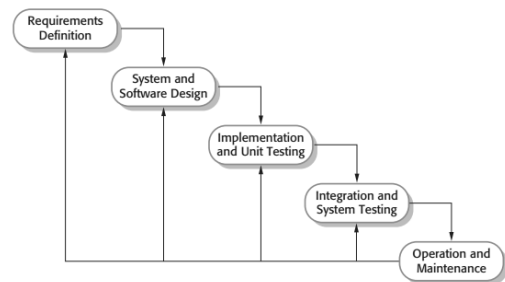 Requirements
Definition
System and
Software Design
Implementation
and Unit Testing
Integration and
System Testing
Operation and
Maintenance